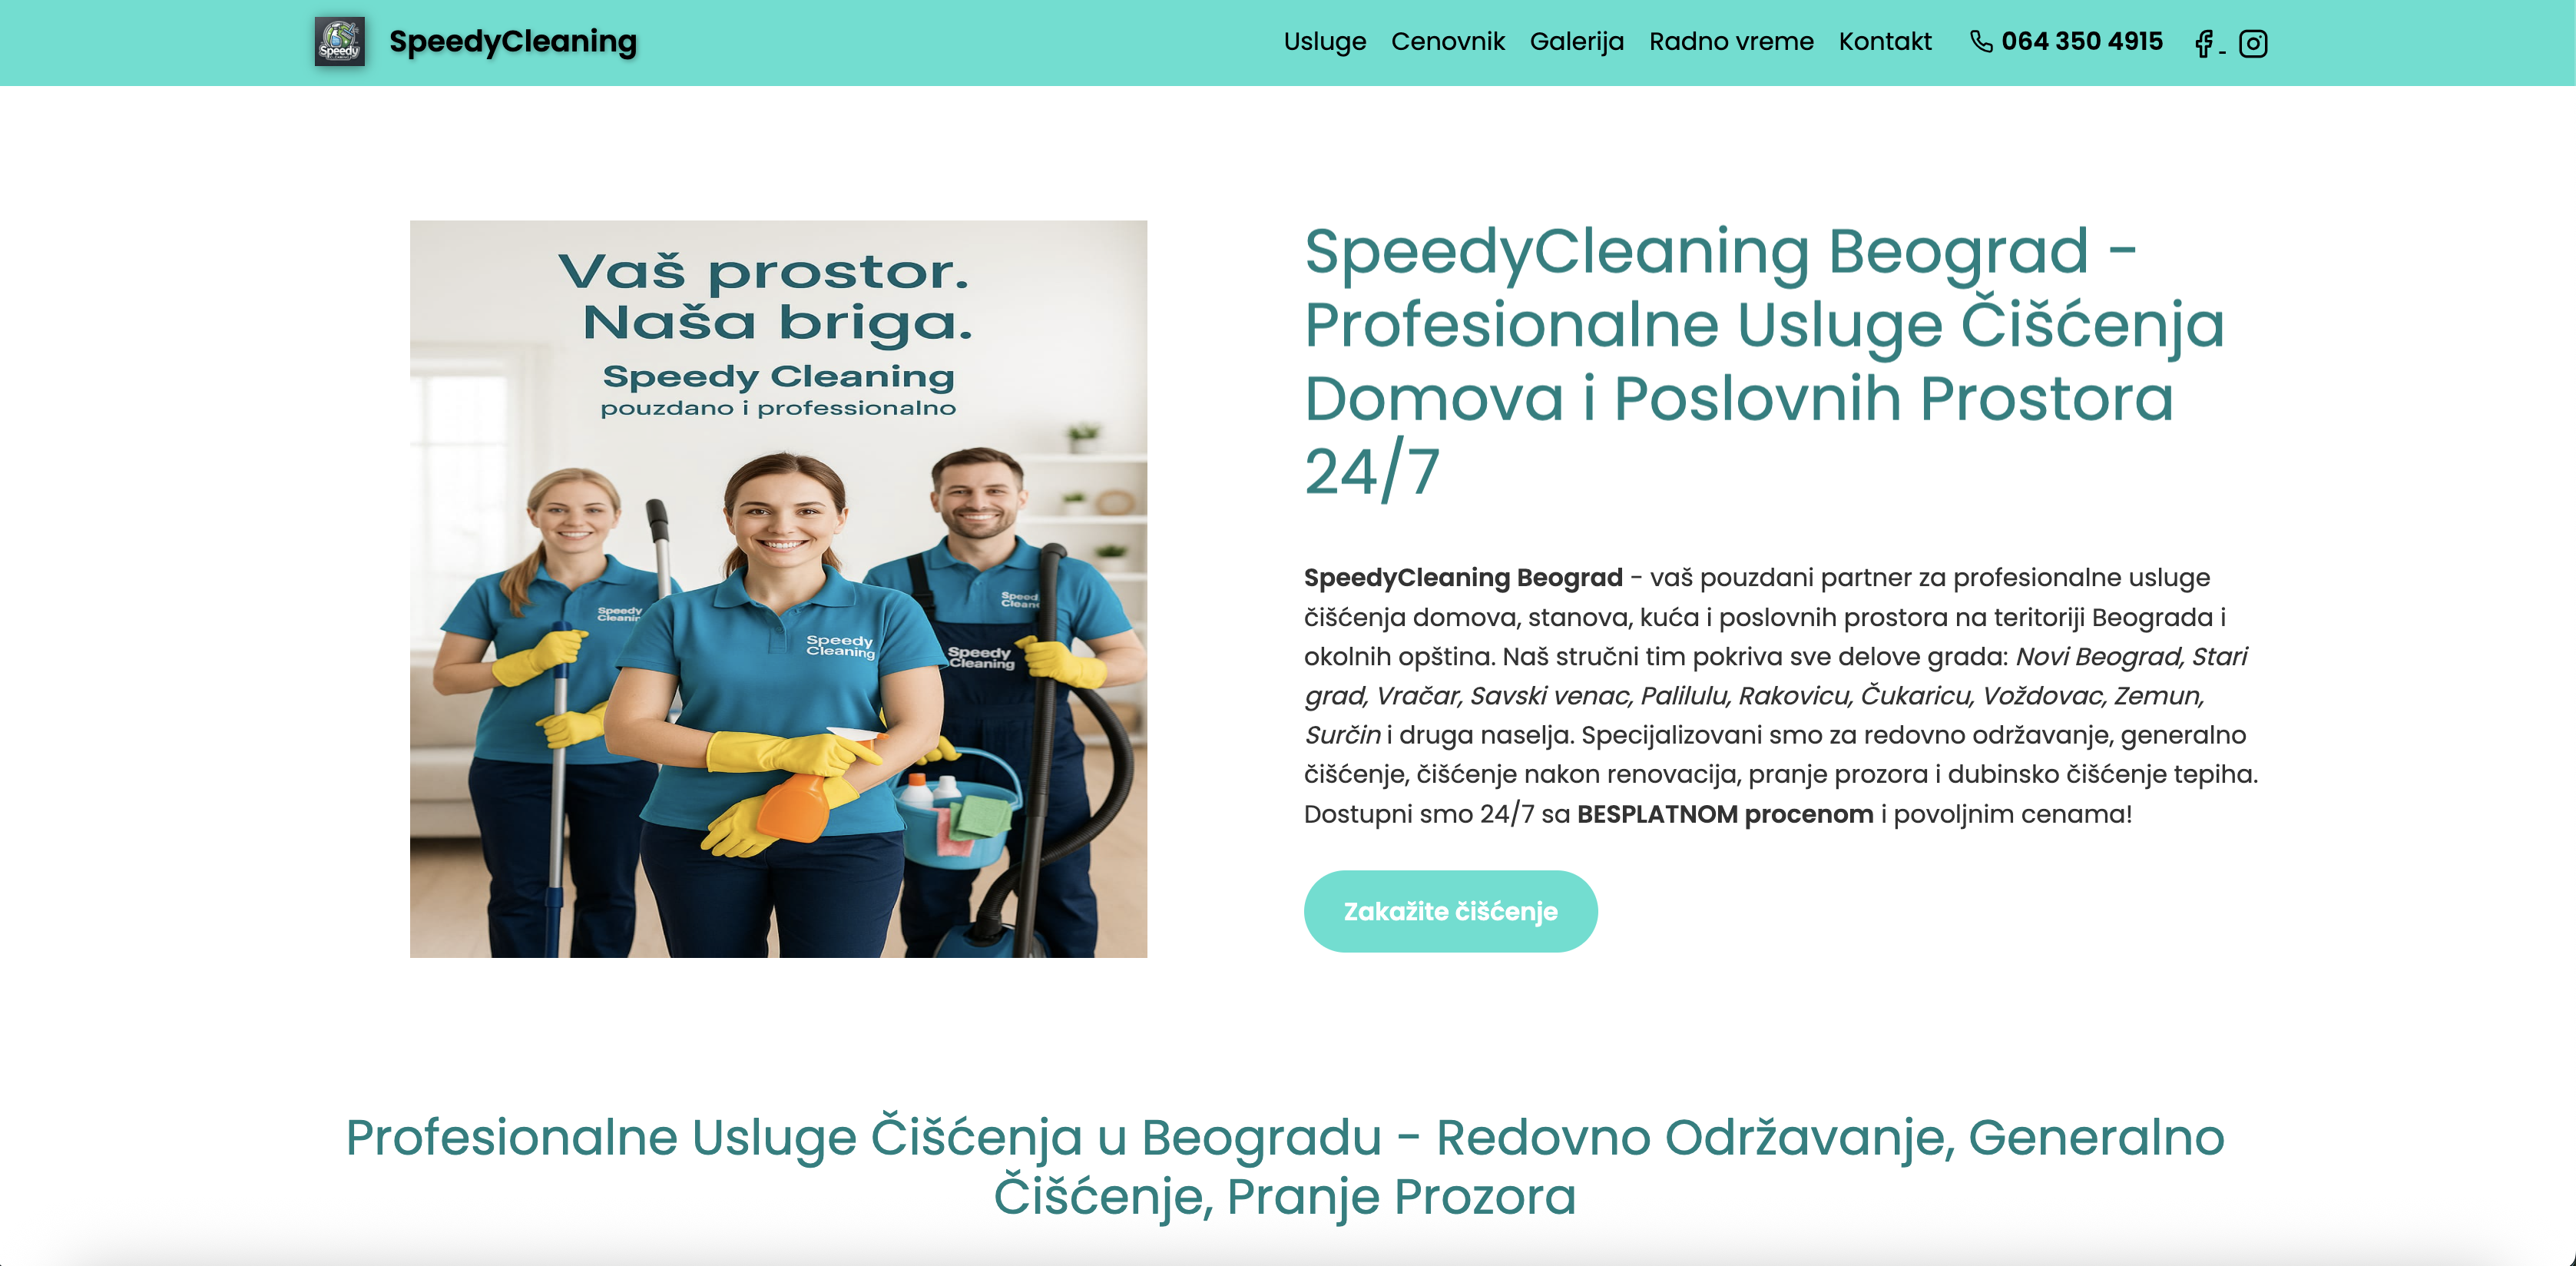 Speedy
SpeedyCleaning
Usluge Cenovnik Galerija Radno vreme Kontakt 064 350 4915
Vaš prostor.
Naša briga.
Speedy Cleaning
pouzdano i professionalno
Speedy
Cleanin
Speedy
Cleaning
Speed
Clean
Speedy
Cleaning
SpeedyCleaning Beograd -
Profesionalne Usluge Čišćenja
Domova i Poslovnih Prostora
24/7
SpeedyCleaning Beograd - vaš pouzdani partner za profesionalne usluge
čišćenja domova, stanova, kuća i poslovnih prostora na teritoriji Beograda i
okolnih opština. Naš stručni tim pokriva sve delove grada: Novi Beograd, Stari
grad, Vračar, Savski venac, Palilulu, Rakovicu, Čukaricu, Voždovac, Zemun,
Surčin i druga naselja. Specijalizovani smo za redovno održavanje, generalno
čišćenje, čišćenje nakon renovacija, pranje prozora i dubinsko čišćenje tepiha.
Dostupni smo 24/7 sa BESPLATNOM procenom i povoljnim cenama!
Zakažite čišćenje
Profesionalne Usluge Čišćenja u Beogradu - Redovno Održavanje, Generalno
Čišćenje, Pranje Prozora